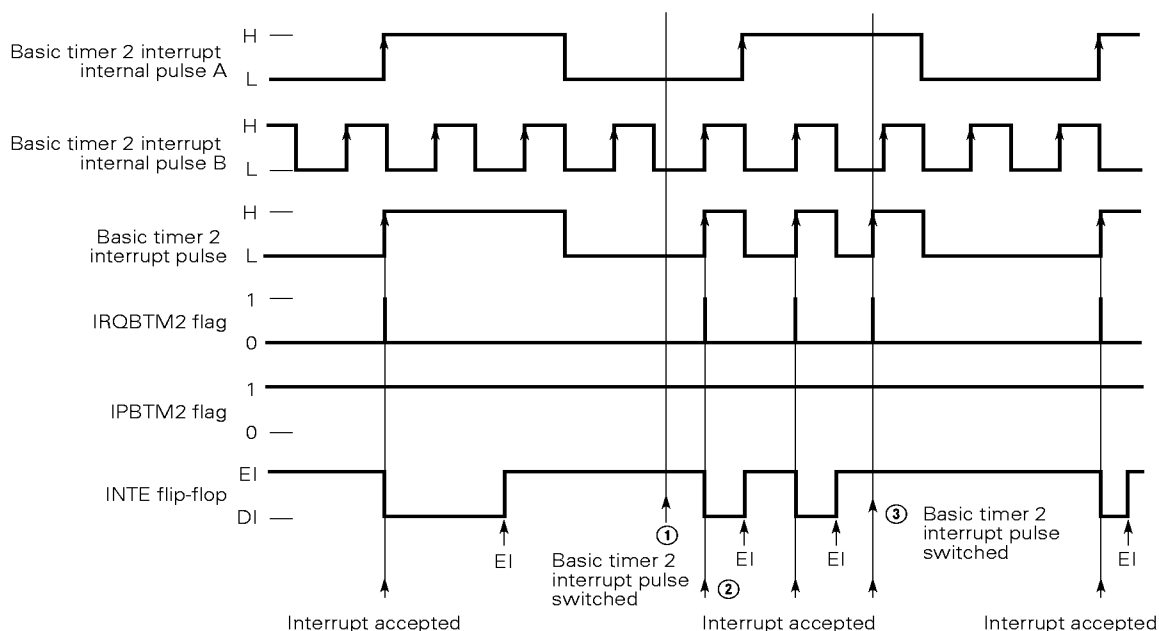 H
Basic timer 2 interrupt
internal pulse A
L
H
Basic timer 2 interrupt
internal pulse B
L
H
Basic timer 2
interrupt pulse
L
1
IRQBTM2 flag
0
1
IPBTM2 flag
0
EI
INTE flip-flop
DI
EI
①
Basic timer 2
interrupt pulse
switched
EI
②
EI
③
Basic timer 2
interrupt pulse
switched
EI
Interrupt accepted
Interrupt accepted
Interrupt accepted